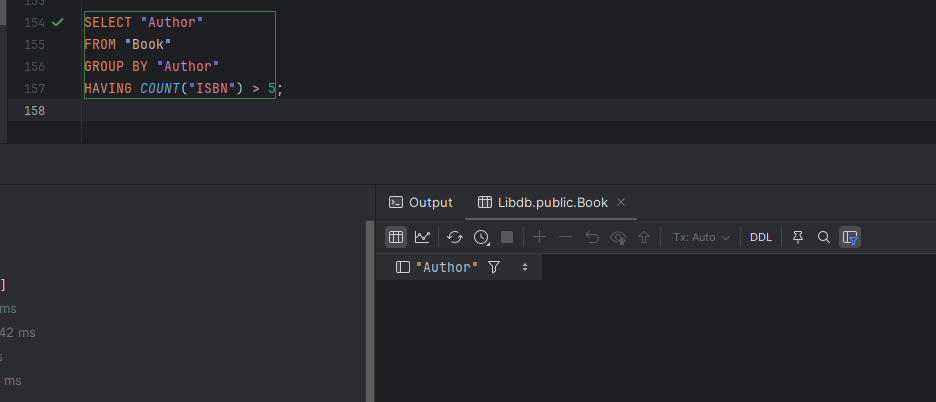 153
154 SELECT "Author"
155 FROM "Book"
156 GROUP BY "Author"
157 HAVING COUNT("ISBN") > 5;
158
Output Libdb.public.Book ×
Tx: Auto DDL
"Author"
]
ms
42 ms
s
ms